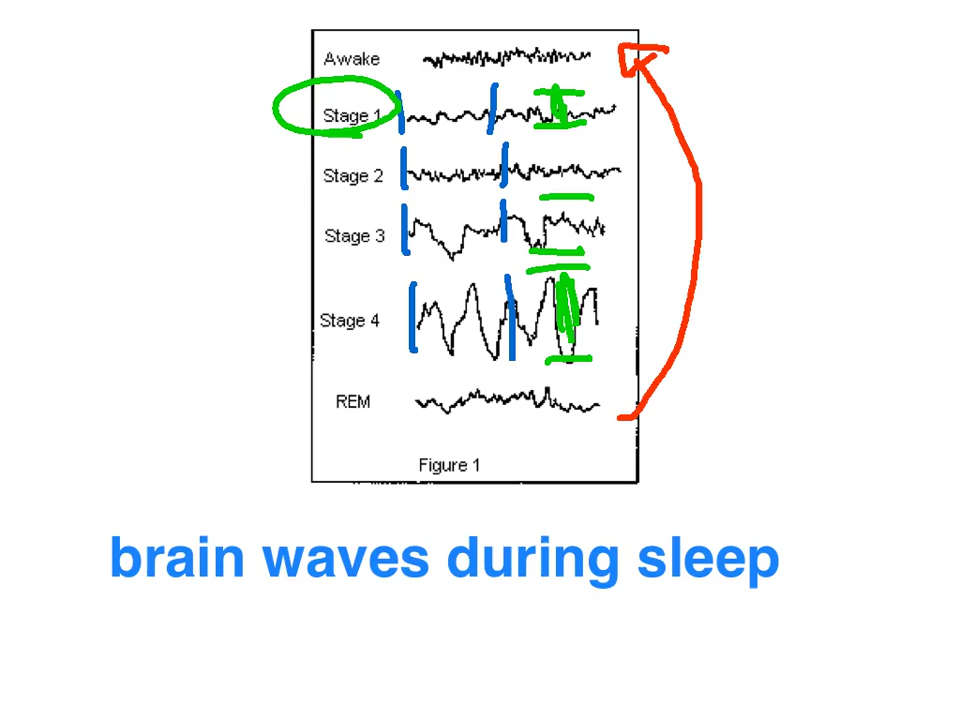 Awake
Stage 1
Stage 2
Stage 3
Stage 4
REM
Figure 1
brain waves during sleep